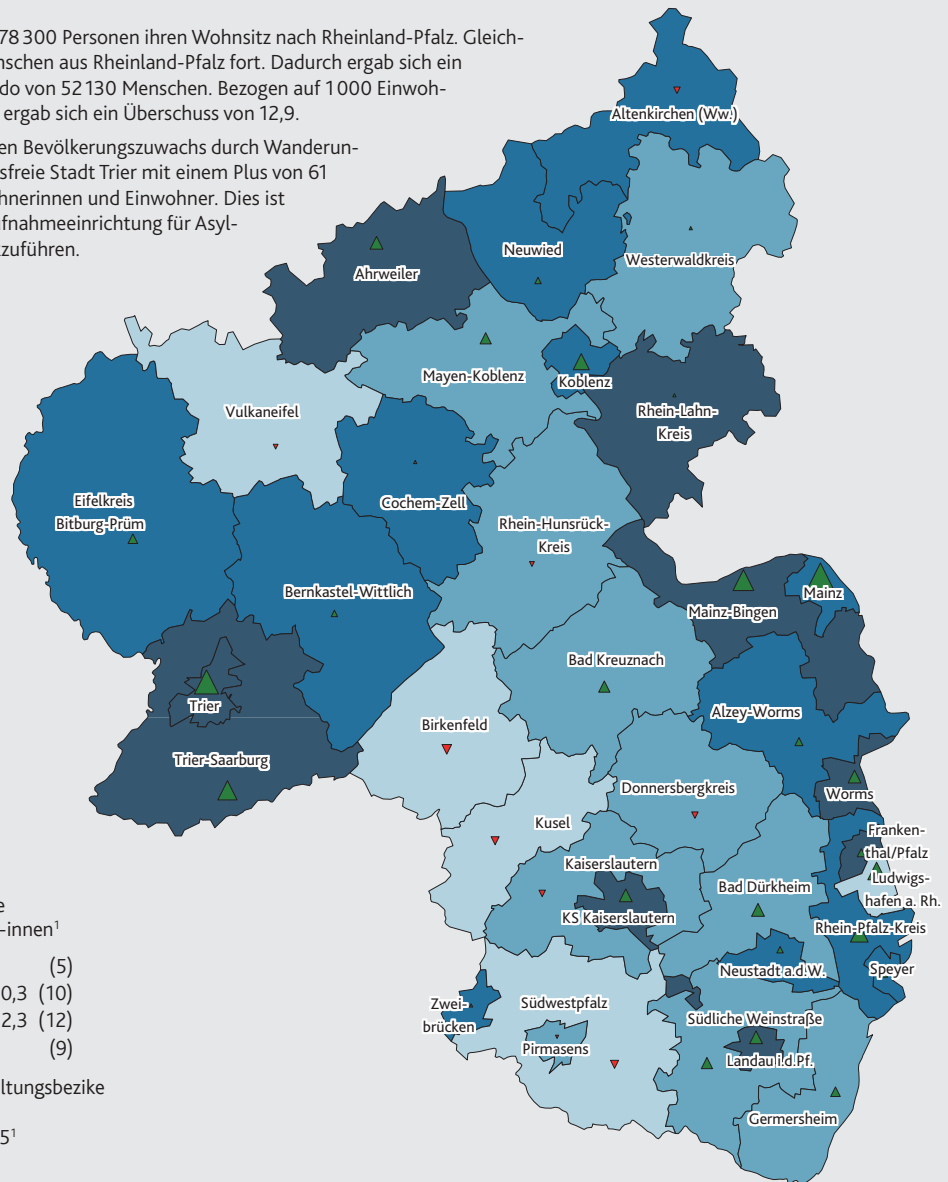 78 300 Personen ihren Wohnsitz nach Rheinland-Pfalz. Gleich-
nschen aus Rheinland-Pfalz fort. Dadurch ergab sich ein
do von 52 130 Menschen. Bezogen auf 1 000 Einwoh-
ergab sich ein Überschuss von 12,9.
en Bevölkerungszuwachs durch Wanderun-
sfreie Stadt Trier mit einem Plus von 61
hnerinnen und Einwohner. Dies ist
ufnahmeeinrichtung für Asyl-
zuführen.
Altenkirchen (Ww.)
Neuwied
Westerwaldkreis
Ahrweiler
Mayen-Koblenz
Koblenz
Vulkaneifel
Rhein-Lahn-
Kreis
Cochem-Zell
Eifelkreis
Bitburg-Prüm
Rhein-Hunsrück-
Kreis
Bernkastel-Wittlich
Mainz
Mainz-Bingen
Bad Kreuznach
Trier
Birkenfeld
Alzey-Worms
Trier-Saarburg
Donnersbergkreis
Worms
Kusel
Franken-
thal/Pfalz
Kaiserslautern
Ludwigs-
hafen a. Rh.
Bad Dürkheim
KS Kaiserslautern
Rhein-Pfalz-Kreis
Neustadt a.d.W.
Speyer
Zwei-
brücken
Südwestpfalz
Südliche Weinstraße
Pirmasens
Landau i.d.Pf.
Germersheim
e
-innen¹
(5)
0,3 (10)
2,3 (12)
(9)
ltungsbezike
5¹